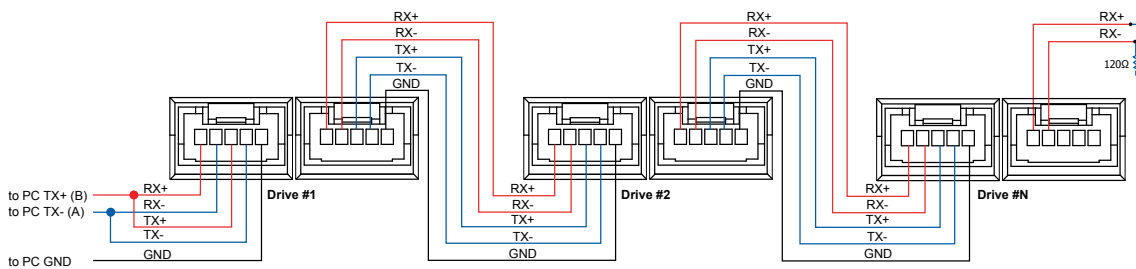 RX+
RX-
TX+
TX-
GND
RX+
RX-
TX+
TX-
GND
RX+
RX-
120Ω
to PC TX+ (B)
to PC TX- (A)
to PC GND
RX+
RX-
TX+
TX-
GND
Drive #1
RX+
RX-
TX+
TX-
GND
Drive #2
RX+
RX-
TX+
TX-
GND
Drive #N